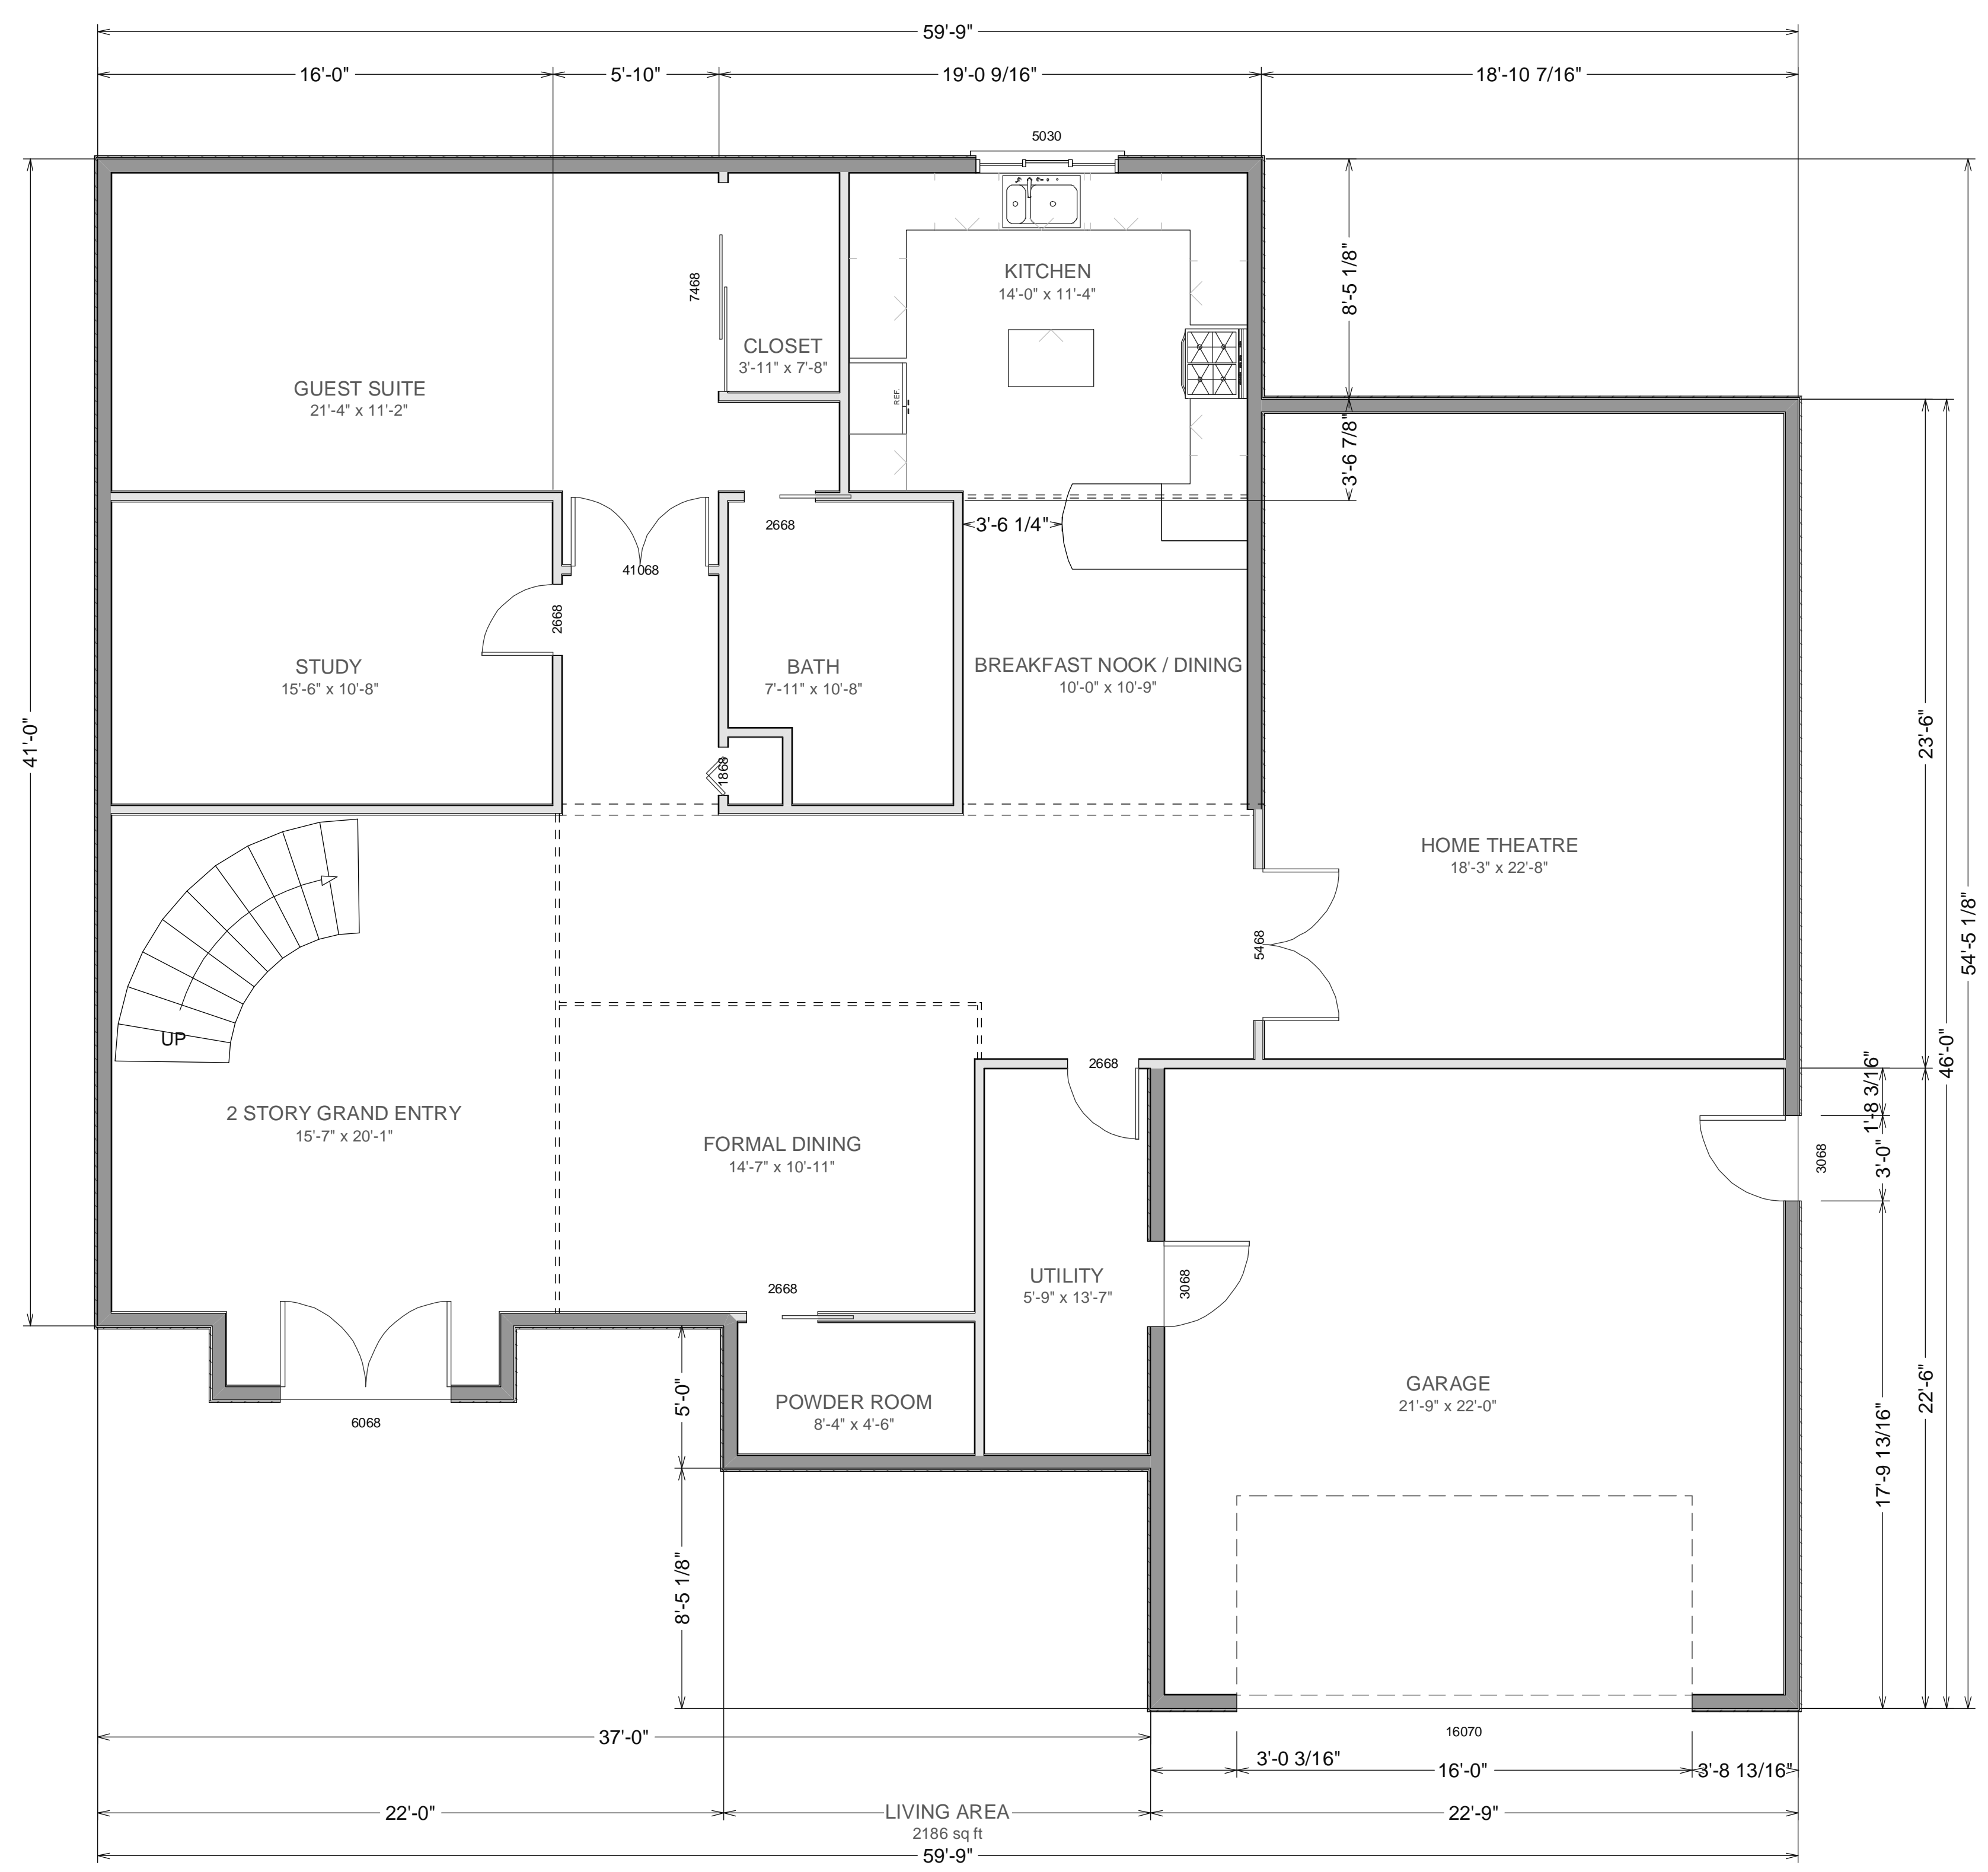 59'-9"
16'-0"
5'-10"
19'-0 9/16"
18'-10 7/16"
5030
KITCHEN
14'-0" x 11'-4"
7468
8'-5 1/8"
CLOSET
3'-11" x 7'-8"
GUEST SUITE
21'-4" x 11'-2"
REF.
3'-6 7/8"
2668
3'-6 1/4"
41068
2668
STUDY
15'-6" x 10'-8"
BATH
7'-11" x 10'-8"
BREAKFAST NOOK / DINING
10'-0" x 10'-9"
41'-0"
23'-6"
1868
HOME THEATRE
18'-3" x 22'-8"
54'-5 1/8"
5468
UP
46'-0"
2668
1'-8 3/16"
2 STORY GRAND ENTRY
15'-7" x 20'-1"
FORMAL DINING
14'-7" x 10'-11"
3068
3'-0"
UTILITY
5'-9" x 13'-7"
3068
2668
GARAGE
21'-9" x 22'-0"
22'-6"
POWDER ROOM
8'-4" x 4'-6"
5'-0"
6068
17'-9 13/16"
8'-5 1/8"
37'-0"
16070
3'-0 3/16"
16'-0"
3'-8 13/16"
22'-0"
LIVING AREA
2186 sq ft
22'-9"
59'-9"